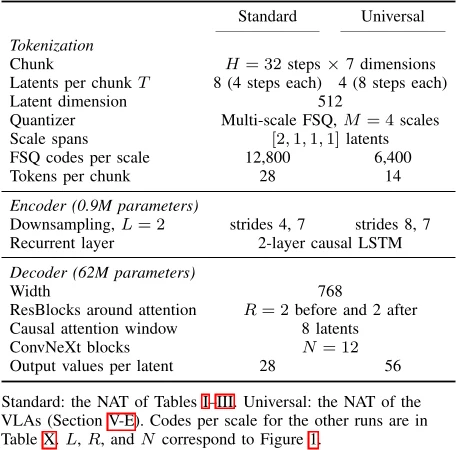 Standard Universal
Tokenization
Chunk H = 32 steps × 7 dimensions
Latents per chunk T 8 (4 steps each) 4 (8 steps each)
Latent dimension 512
Quantizer Multi-scale FSQ, M = 4 scales
Scale spans [2, 1, 1, 1] latents
FSQ codes per scale 12,800 6,400
Tokens per chunk 28 14
Encoder (0.9M parameters)
Downsampling, L = 2 strides 4, 7 strides 8, 7
Recurrent layer 2-layer causal LSTM
Decoder (62M parameters)
Width 768
ResBlocks around attention R = 2 before and 2 after
Causal attention window 8 latents
ConvNeXt blocks N = 12
Output values per latent 28 56
Standard: the NAT of Tables I–III. Universal: the NAT of the
VLAs (Section V-E). Codes per scale for the other runs are in
Table X. L, R, and N correspond to Figure 1.